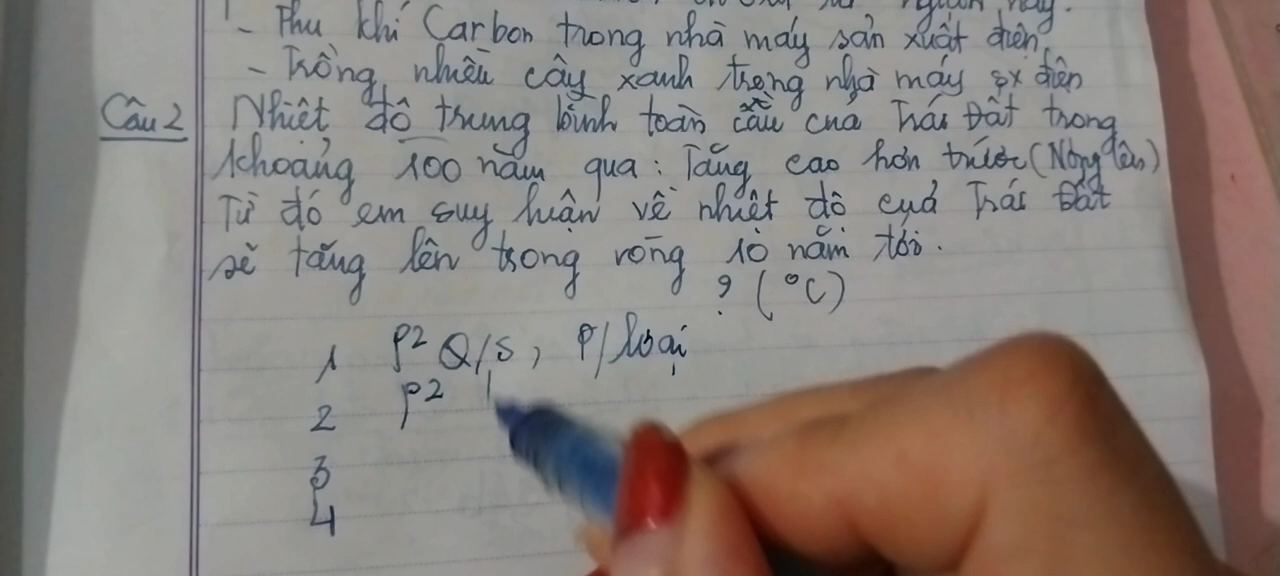 - Thu khí Carbon trong nhà máy sản xuất điện
- Trồng nhiều cây xanh trong nhà máy sx điện
Câu 2 Nhiệt độ trung bình toàn cầu của Trái Đất trong
khoảng 100 năm qua: Tăng cao hơn trước (Nóng lên)
Từ đó em suy luận về nhiệt độ cuả Trái Đất
sẽ tăng lên trong vòng 10 năm tới.
? (°C)
1 P² Q/S, P/loại
2 P²
3
4